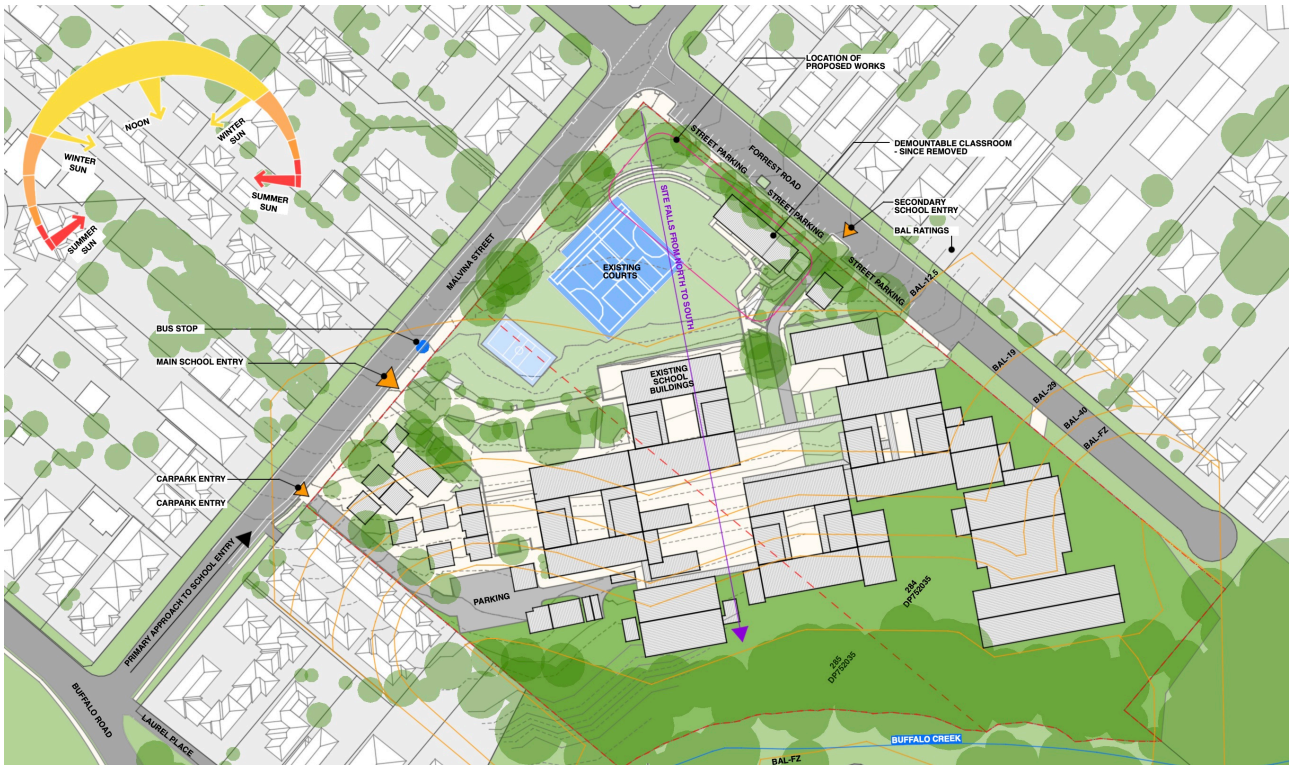 LOCATION OF
PROPOSED WORKS
NOON
WINTER
SUN
WINTER
SUN
SUMMER
SUN
SUMMER
SUN
STREET PARKING
FORREST ROAD
DEMOUNTABLE CLASSROOM
- SINCE REMOVED
STREET PARKING
SECONDARY
SCHOOL ENTRY
BAL RATINGS
SITE FALLS FROM NORTH TO SOUTH
MALVINA STREET
EXISTING
COURTS
STREET PARKING
BAL-12.5
BUS STOP
MAIN SCHOOL ENTRY
EXISTING
SCHOOL
BUILDINGS
BAL-19
BAL-29
BAL-40
BAL-FZ
CARPARK ENTRY
CARPARK ENTRY
PRIMARY APPROACH TO SCHOOL ENTRY
PARKING
284
DP752035
285
DP752035
BUFFALO ROAD
LAUREL PLACE
BUFFALO CREEK
BAL-FZ